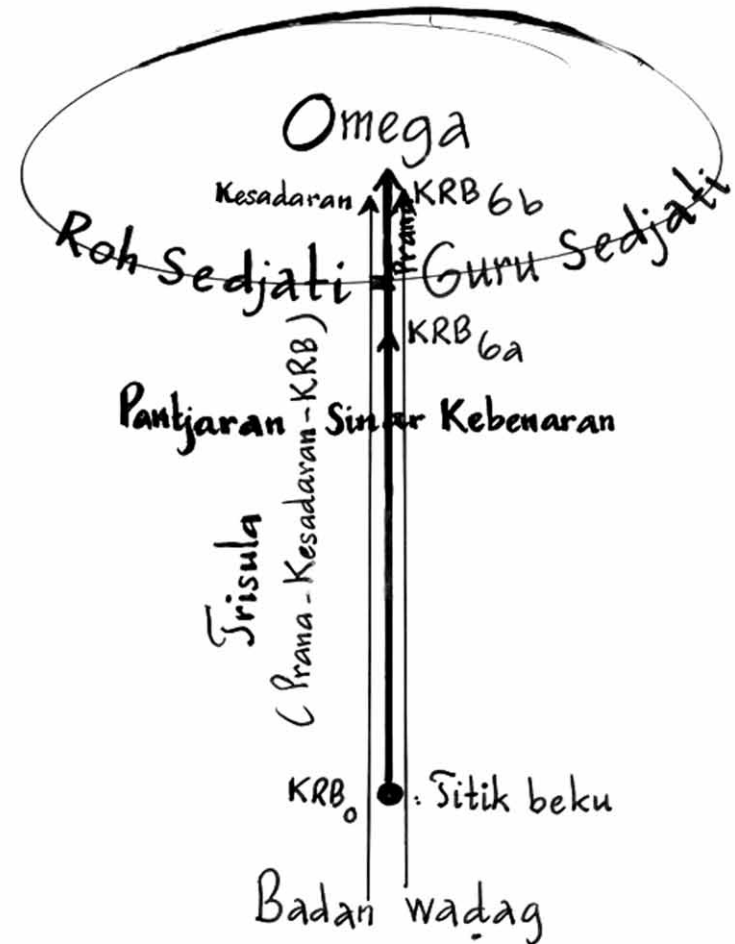 Omega
Kesadaran
KRB 6b
Prana
Roh Sedjati Guru Sedjati
KRB 6a
Pantjaran Sinar Kebenaran
Trisula
(Prana-Kesadaran-KRB)
KRB0 : Titik beku
Badan wadag